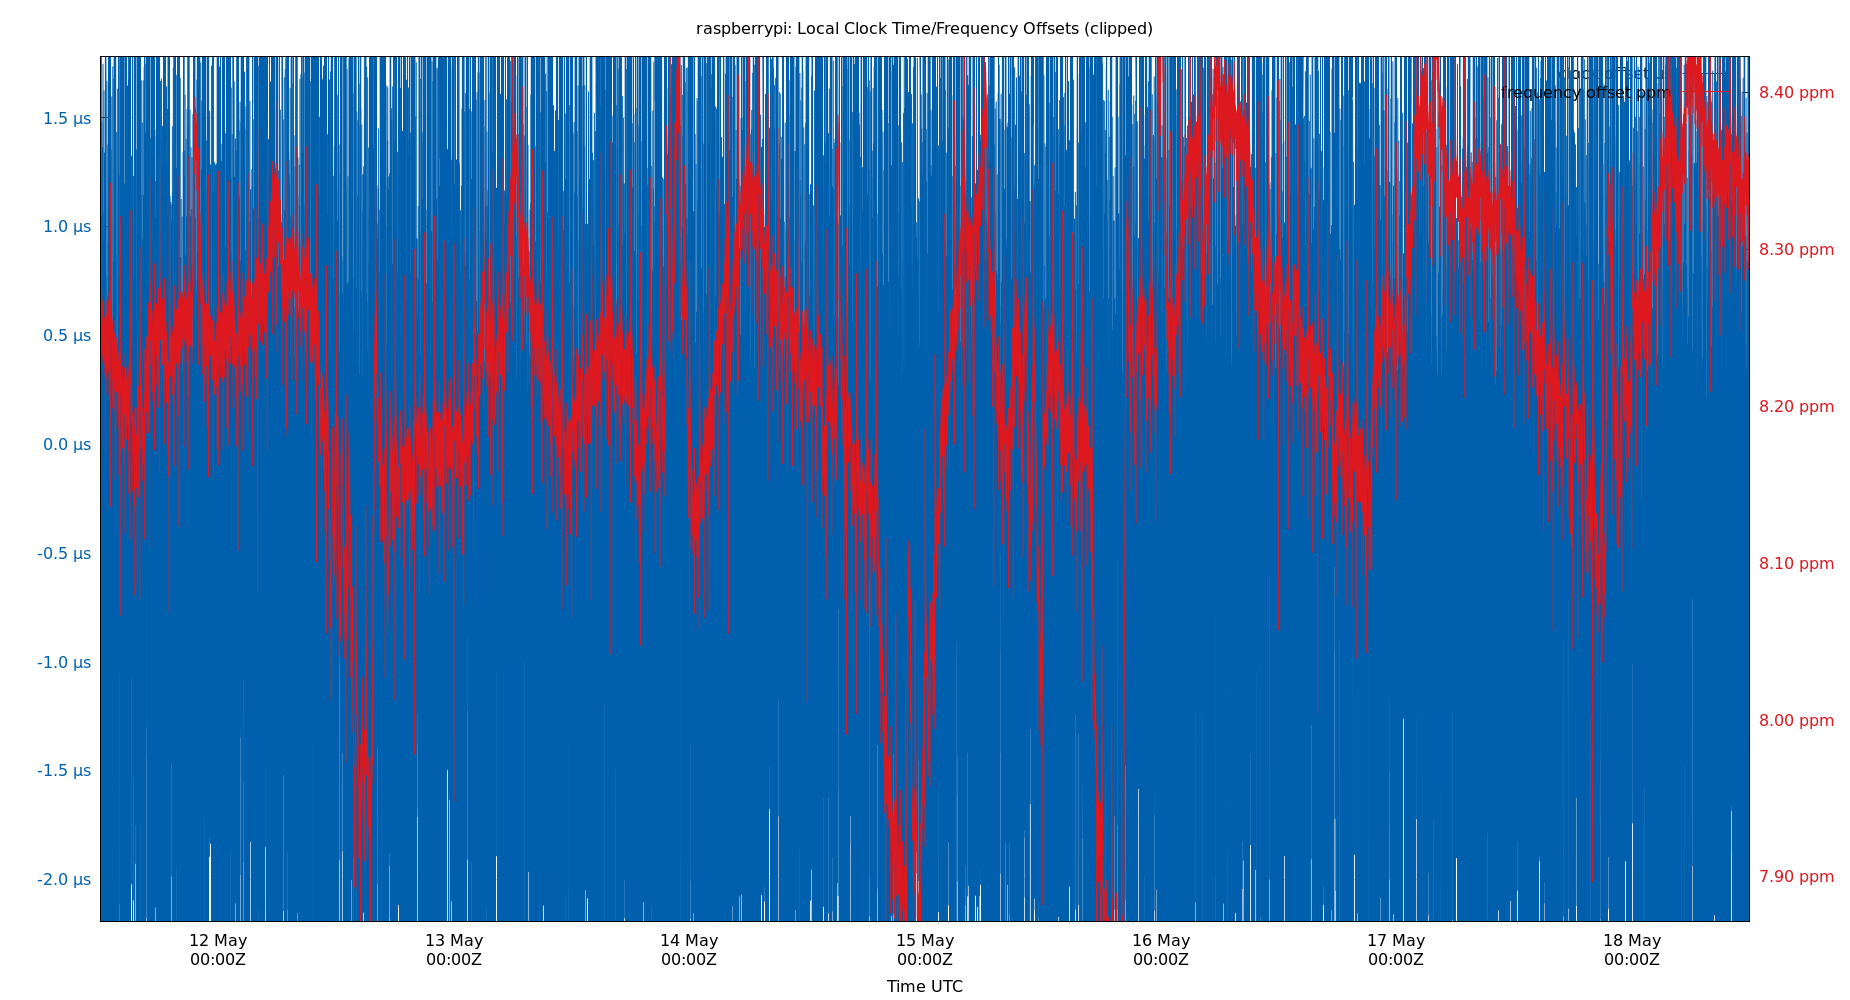 raspberrypi: Local Clock Time/Frequency Offsets (clipped)
clock offset µs
frequency offset ppm
1.5 µs
1.0 µs
0.5 µs
0.0 µs
-0.5 µs
-1.0 µs
-1.5 µs
-2.0 µs
8.40 ppm
8.30 ppm
8.20 ppm
8.10 ppm
8.00 ppm
7.90 ppm
12 May
00:00Z
13 May
00:00Z
14 May
00:00Z
15 May
00:00Z
16 May
00:00Z
17 May
00:00Z
18 May
00:00Z
Time UTC